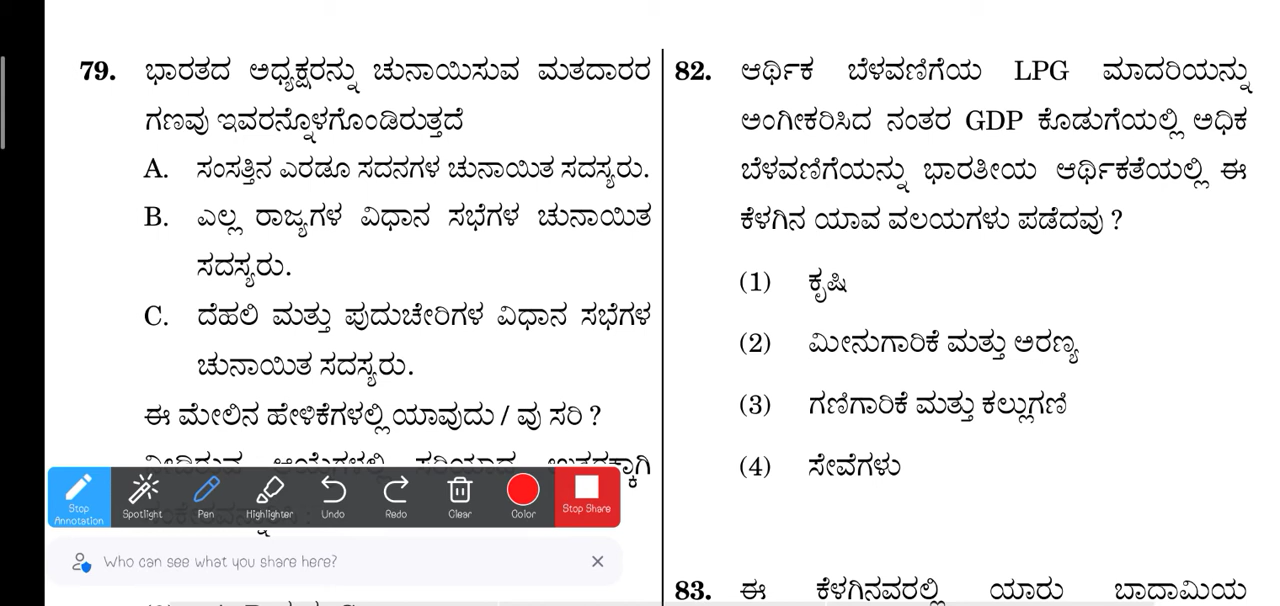 79. ಭಾರತದ ಅಧ್ಯಕ್ಷರನ್ನು ಚುನಾಯಿಸುವ ಮತದಾರರ
ಗಣವು ಇವರನ್ನೊಳಗೊಂಡಿರುತ್ತದೆ
A. ಸಂಸತ್ತಿನ ಎರಡೂ ಸದನಗಳ ಚುನಾಯಿತ ಸದಸ್ಯರು.
B. ಎಲ್ಲ ರಾಜ್ಯಗಳ ವಿಧಾನ ಸಭೆಗಳ ಚುನಾಯಿತ
ಸದಸ್ಯರು.
C. ದೆಹಲಿ ಮತ್ತು ಪುದುಚೇರಿಗಳ ವಿಧಾನ ಸಭೆಗಳ
ಚುನಾಯಿತ ಸದಸ್ಯರು.
ಈ ಮೇಲಿನ ಹೇಳಿಕೆಗಳಲ್ಲಿ ಯಾವುದು / ವು ಸರಿ ?
Stop Annotation
Spotlight
Pen
Highlighter
Undo
Redo
Clear
Color
Stop Share
Who can see what you share here?
82. ಆರ್ಥಿಕ ಬೆಳವಣಿಗೆಯ LPG ಮಾದರಿಯನ್ನು
ಅಂಗೀಕರಿಸಿದ ನಂತರ GDP ಕೊಡುಗೆಯಲ್ಲಿ ಅಧಿಕ
ಬೆಳವಣಿಗೆಯನ್ನು ಭಾರತೀಯ ಆರ್ಥಿಕತೆಯಲ್ಲಿ ಈ
ಕೆಳಗಿನ ಯಾವ ವಲಯಗಳು ಪಡೆದವು ?
(1) ಕೃಷಿ
(2) ಮೀನುಗಾರಿಕೆ ಮತ್ತು ಅರಣ್ಯ
(3) ಗಣಿಗಾರಿಕೆ ಮತ್ತು ಕಲ್ಲುಗಣಿ
(4) ಸೇವೆಗಳು
83. ಈ ಕೆಳಗಿನವರಲ್ಲಿ ಯಾರು ಬಾದಾಮಿಯ